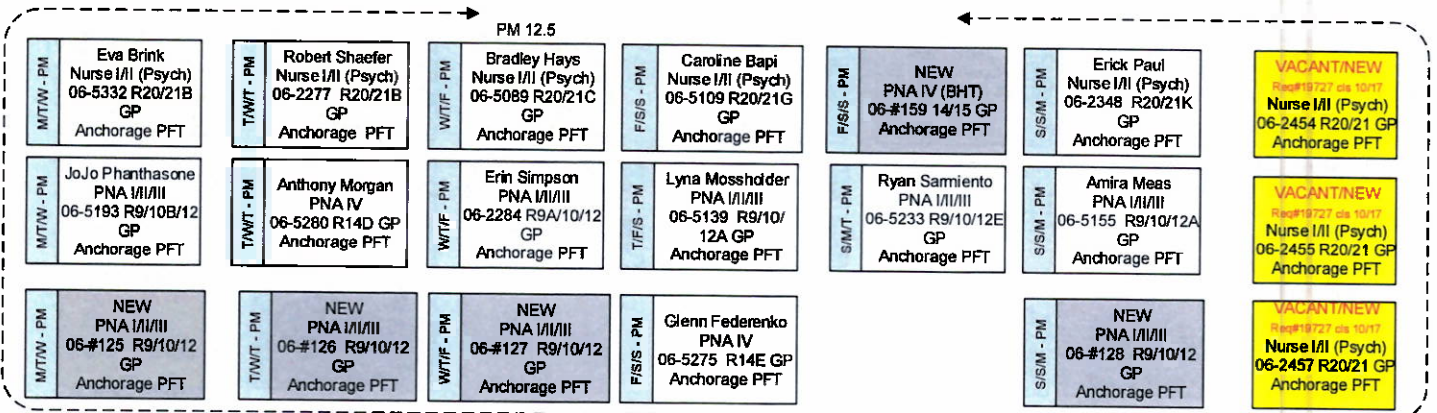 PM 12.5
M/T/W - PM
Eva Brink
Nurse I/II (Psych)
06-5332 R20/21B
GP
Anchorage PFT
T/W/T - PM
Robert Shaefer
Nurse I/II (Psych)
06-2277 R20/21B
GP
Anchorage PFT
W/T/F - PM
Bradley Hays
Nurse I/II (Psych)
06-5089 R20/21C
GP
Anchorage PFT
F/S/S - PM
Caroline Bapi
Nurse I/II (Psych)
06-5109 R20/21G
GP
Anchorage PFT
F/S/S - PM
NEW
PNA IV (BHT)
06-#159 14/15 GP
Anchorage PFT
S/S/M - PM
Erick Paul
Nurse I/II (Psych)
06-2348 R20/21K
GP
Anchorage PFT
VACANT/NEW
Req#19727 cls 10/17
Nurse I/II (Psych)
06-2454 R20/21 GP
Anchorage PFT
M/T/W - PM
JoJo Phanthasone
PNA I/II/III
06-5193 R9/10B/12
GP
Anchorage PFT
T/W/T - PM
Anthony Morgan
PNA IV
06-5280 R14D GP
Anchorage PFT
W/T/F - PM
Erin Simpson
PNA I/II/III
06-2284 R9A/10/12
GP
Anchorage PFT
T/F/S - PM
Lyna Mossholder
PNA I/II/III
06-5139 R9/10/
12A GP
Anchorage PFT
S/M/T - PM
Ryan Sarmiento
PNA I/II/III
06-5233 R9/10/12E
GP
Anchorage PFT
S/S/M - PM
Amira Meas
PNA I/II/III
06-5155 R9/10/12A
GP
Anchorage PFT
VACANT/NEW
Req#19727 cls 10/17
Nurse I/II (Psych)
06-2455 R20/21 GP
Anchorage PFT
M/T/W - PM
NEW
PNA I/II/III
06-#125 R9/10/12
GP
Anchorage PFT
T/W/T - PM
NEW
PNA I/II/III
06-#126 R9/10/12
GP
Anchorage PFT
W/T/F - PM
NEW
PNA I/II/III
06-#127 R9/10/12
GP
Anchorage PFT
F/S/S - PM
Glenn Federenko
PNA IV
06-5275 R14E GP
Anchorage PFT
S/S/M - PM
NEW
PNA I/II/III
06-#128 R9/10/12
GP
Anchorage PFT
VACANT/NEW
Req#19727 cls 10/17
Nurse I/II (Psych)
06-2457 R20/21 GP
Anchorage PFT